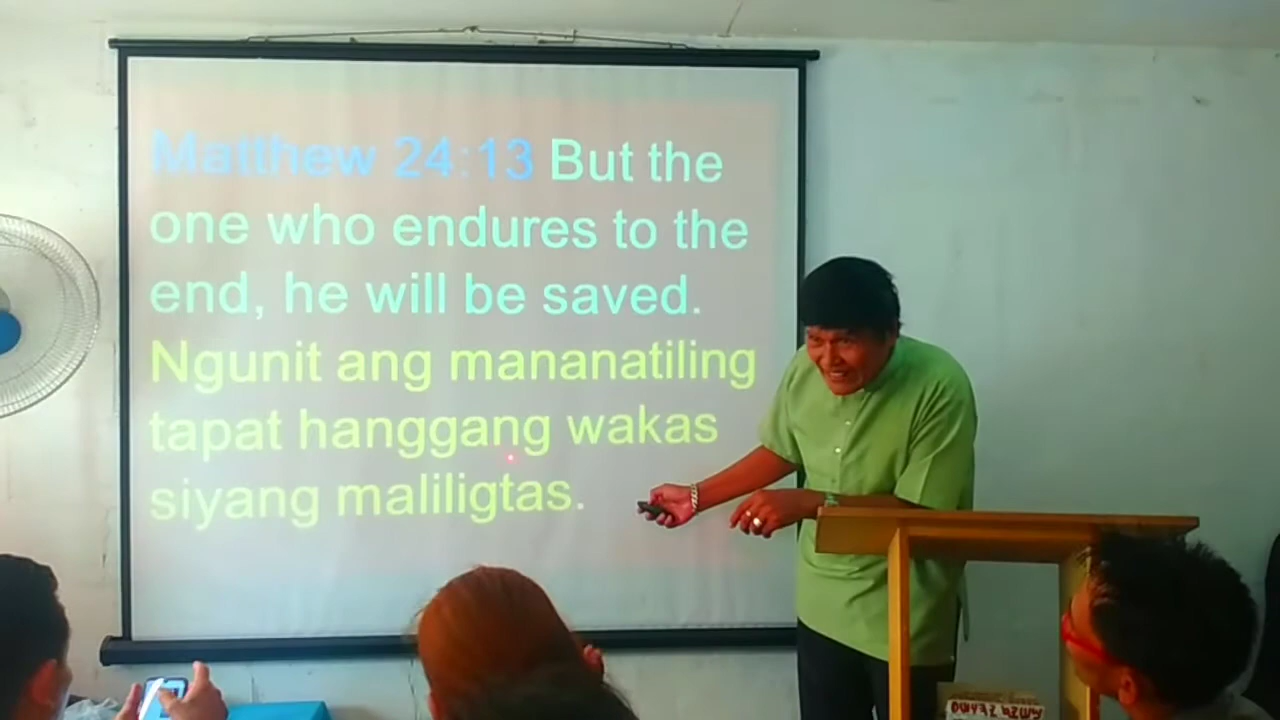 Matthew 24:13 But the
one who endures to the
end, he will be saved.
Ngunit ang mananatiling
tapat hanggang wakas
siyang maliligtas.